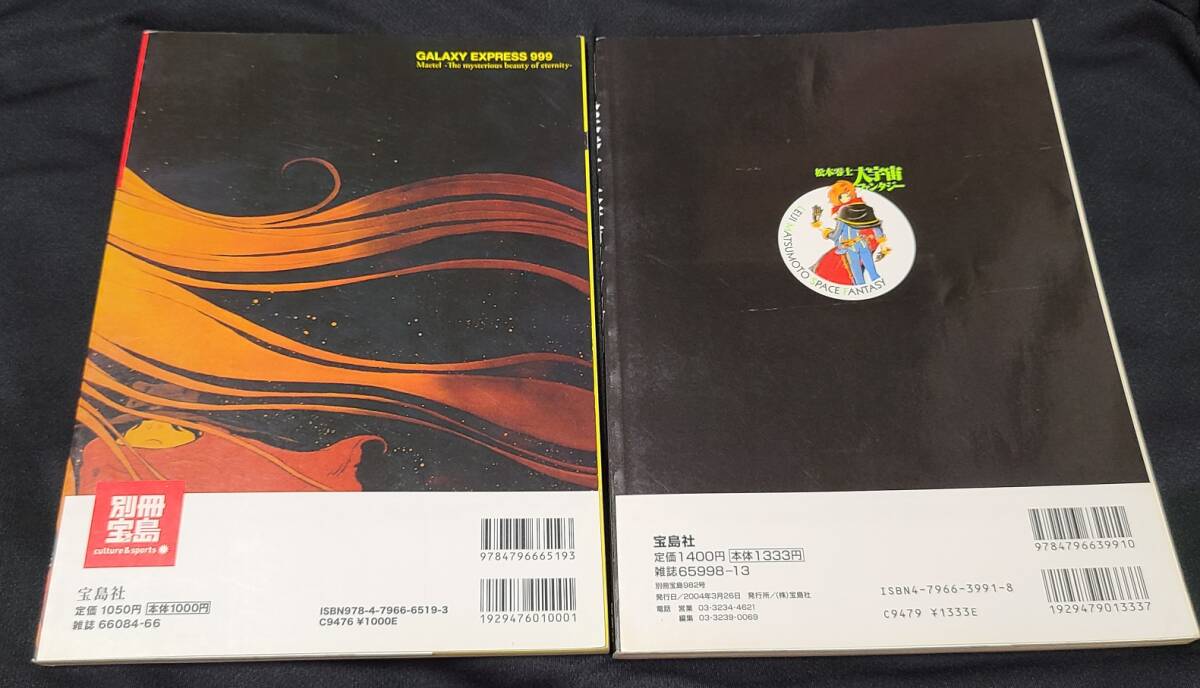 GALAXY EXPRESS 999
Maetel -The mysterious beauty of eternity-
別冊
宝島
culture&sports
宝島社
定価 1050円 本体1000円
雑誌 66084-66
9784796665193
ISBN978-4-7966-6519-3
C9476 ¥1000E
1929476010001
松本零士
大宇宙
ファンタジー
LEIJI MATSUMOTO SPACE FANTASY
宝島社
定価1400円 本体1333円
雑誌65998-13
別冊宝島982号
発行日/2004年3月26日 発行所/(株)宝島社
電話 営業 03-3234-4621
編集 03-3239-0069
9784796639910
ISBN4-7966-3991-8
C9479 ¥1333E
1929479013337